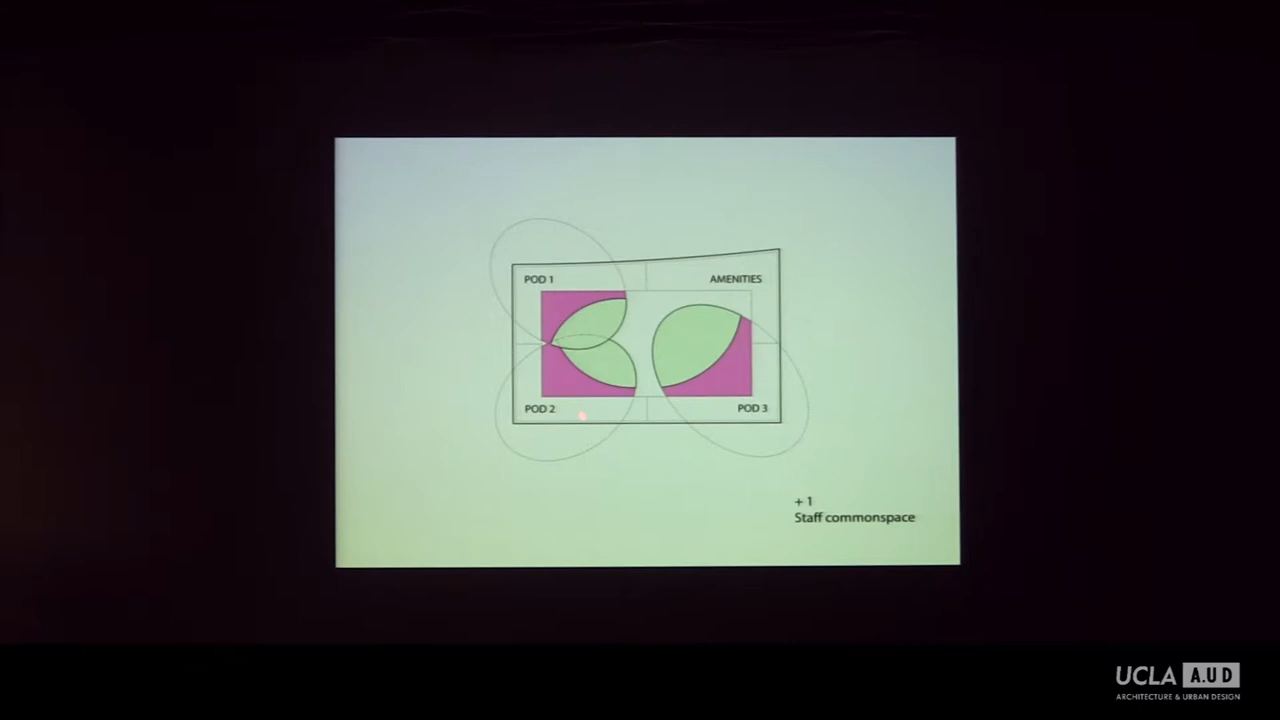 POD 1
AMENITIES
POD 2
POD 3
+ 1
Staff commonspace
UCLA A.UD
ARCHITECTURE & URBAN DESIGN